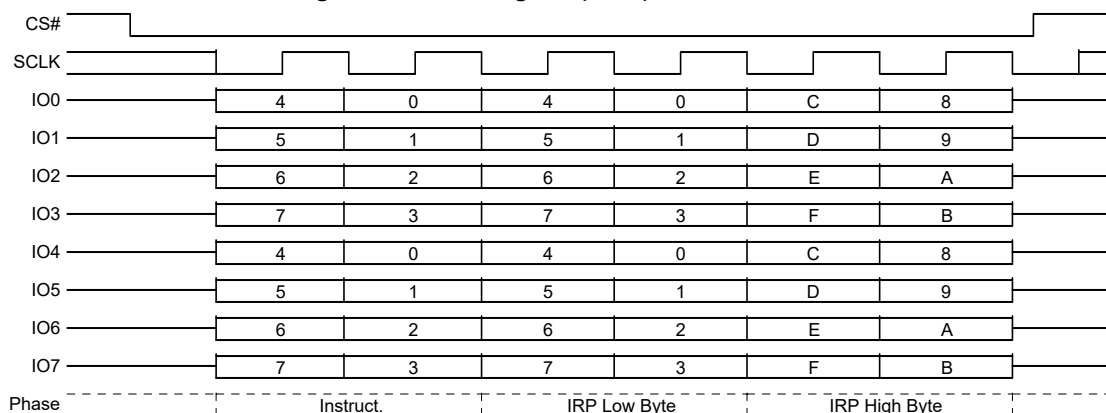 CS#
SCLK
IO0 4 0 4 0 C 8
IO1 5 1 5 1 D 9
IO2 6 2 6 2 E A
IO3 7 3 7 3 F B
IO4 4 0 4 0 C 8
IO5 5 1 5 1 D 9
IO6 6 2 6 2 E A
IO7 7 3 7 3 F B
Phase Instruct. IRP Low Byte IRP High Byte